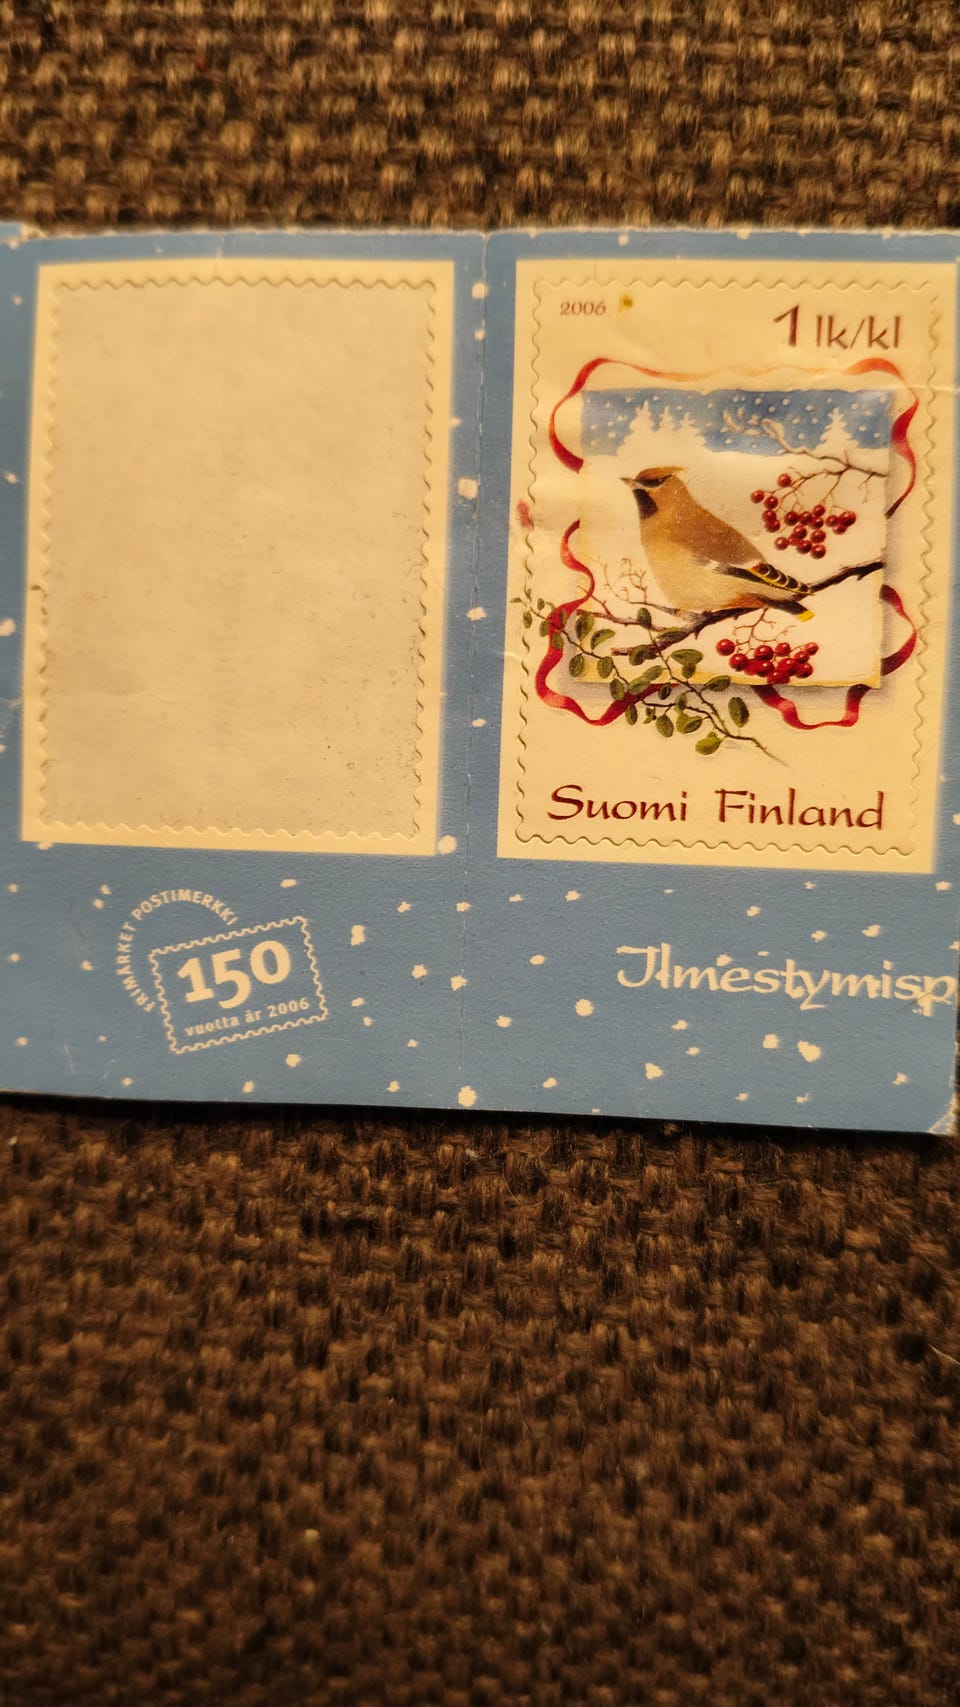 2006
1 lk/kl
Suomi Finland
FRIMÄRKET POSTIMERKKI
150
vuotta år 2006
Ilmestymisp